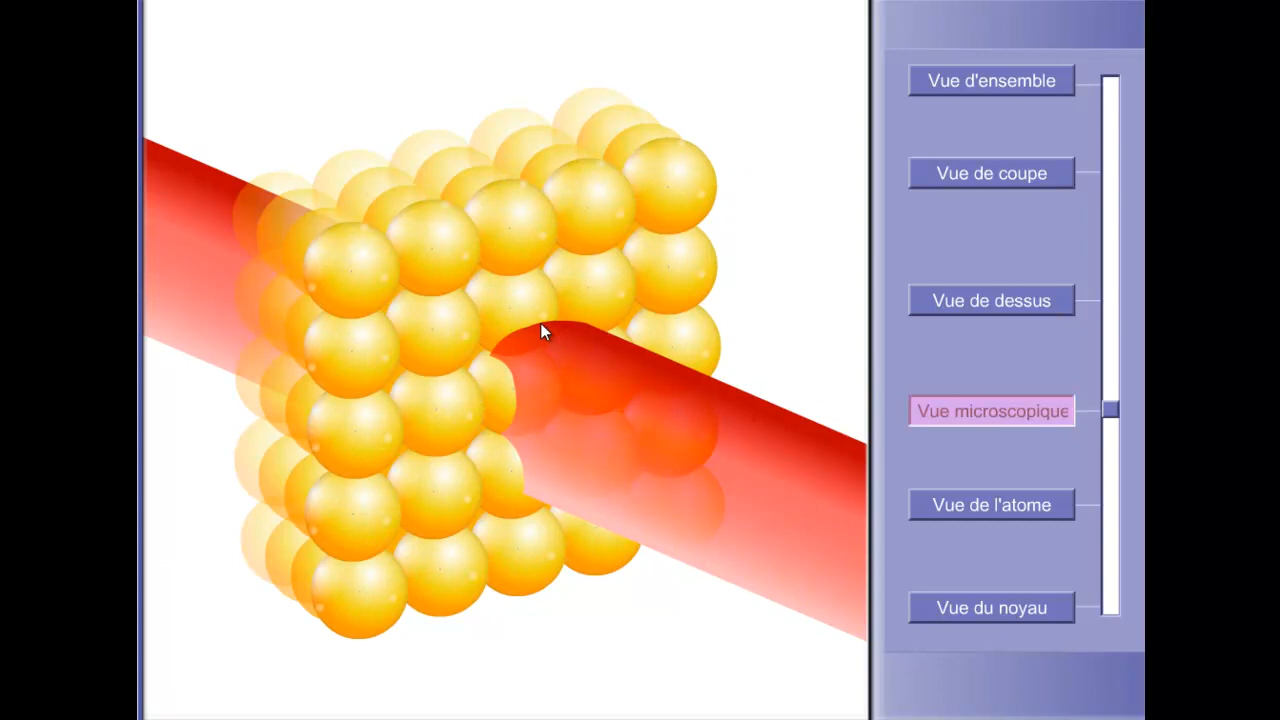 Vue d'ensemble
Vue de coupe
Vue de dessus
Vue microscopique
Vue de l'atome
Vue du noyau